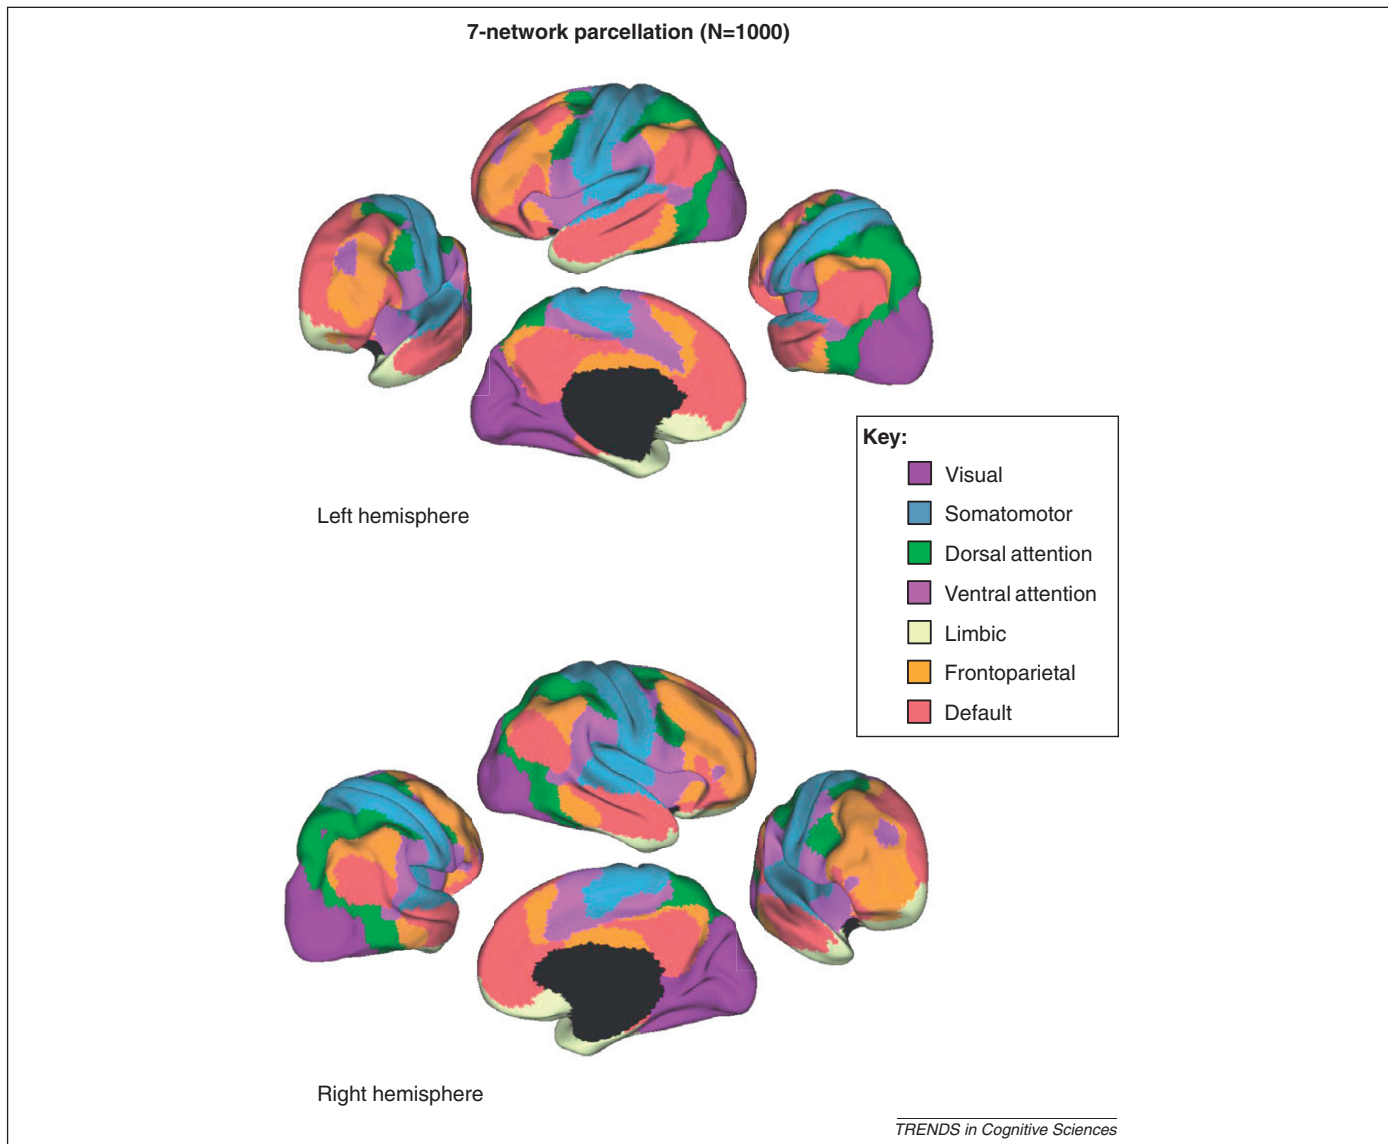 7-network parcellation (N=1000)
Left hemisphere
Key:
Visual
Somatomotor
Dorsal attention
Ventral attention
Limbic
Frontoparietal
Default
Right hemisphere
TRENDS in Cognitive Sciences